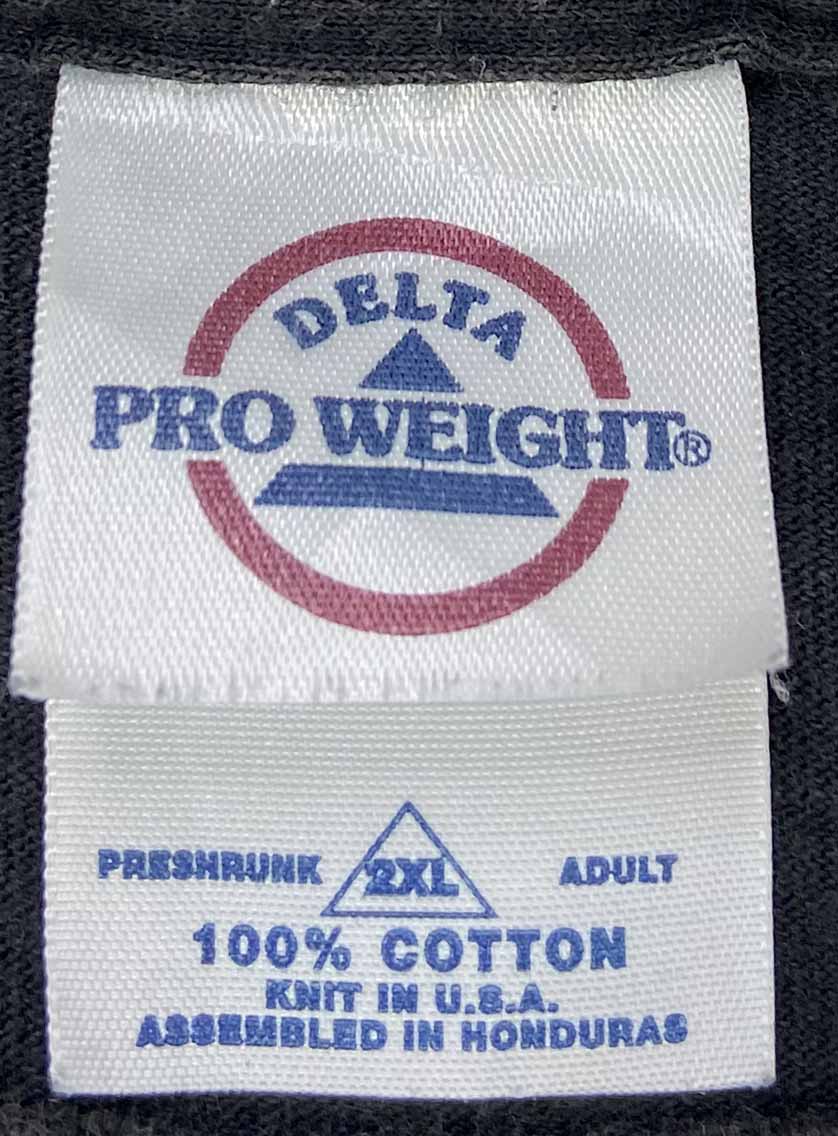 DELTA
PRO WEIGHT®
PRESHRUNK 2XL ADULT
100% COTTON
KNIT IN U.S.A.
ASSEMBLED IN HONDURAS